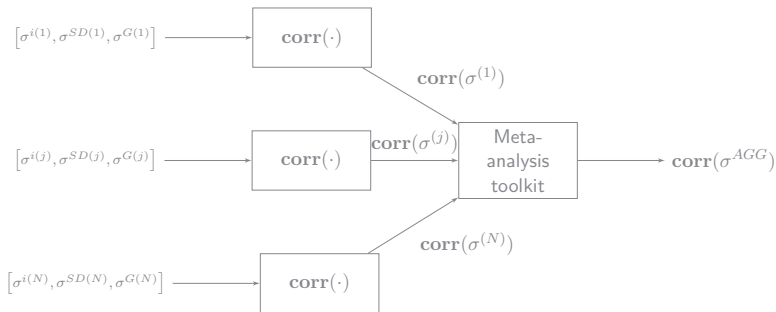 [σ^{i(1)}, σ^{SD(1)}, σ^{G(1)}]
corr(·)
corr(σ^{(1)})
[σ^{i(j)}, σ^{SD(j)}, σ^{G(j)}]
corr(·)
corr(σ^{(j)})
Meta-
analysis
toolkit
corr(σ^{AGG})
[σ^{i(N)}, σ^{SD(N)}, σ^{G(N)}]
corr(·)
corr(σ^{(N)})